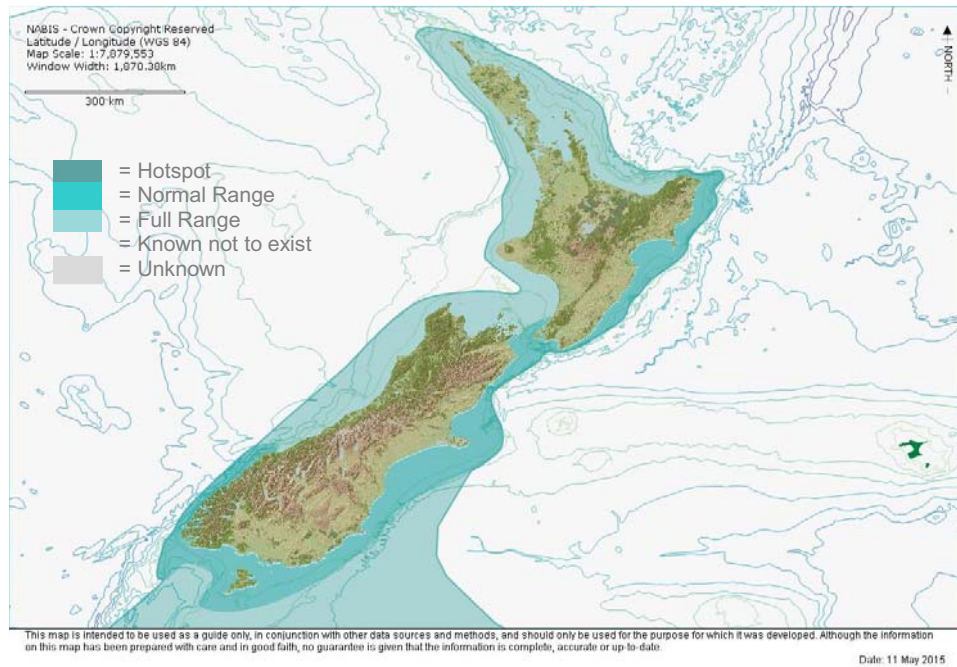 NABIS - Crown Copyright Reserved
Latitude / Longitude (WGS 84)
Map Scale: 1:7,879,553
Window Width: 1,870.38km
300 km
NORTH
= Hotspot
= Normal Range
= Full Range
= Known not to exist
= Unknown
This map is intended to be used as a guide only, in conjunction with other data sources and methods, and should only be used for the purpose for which it was developed. Although the information
on this map has been prepared with care and in good faith, no guarantee is given that the information is complete, accurate or up-to-date.
Date: 11 May 2015